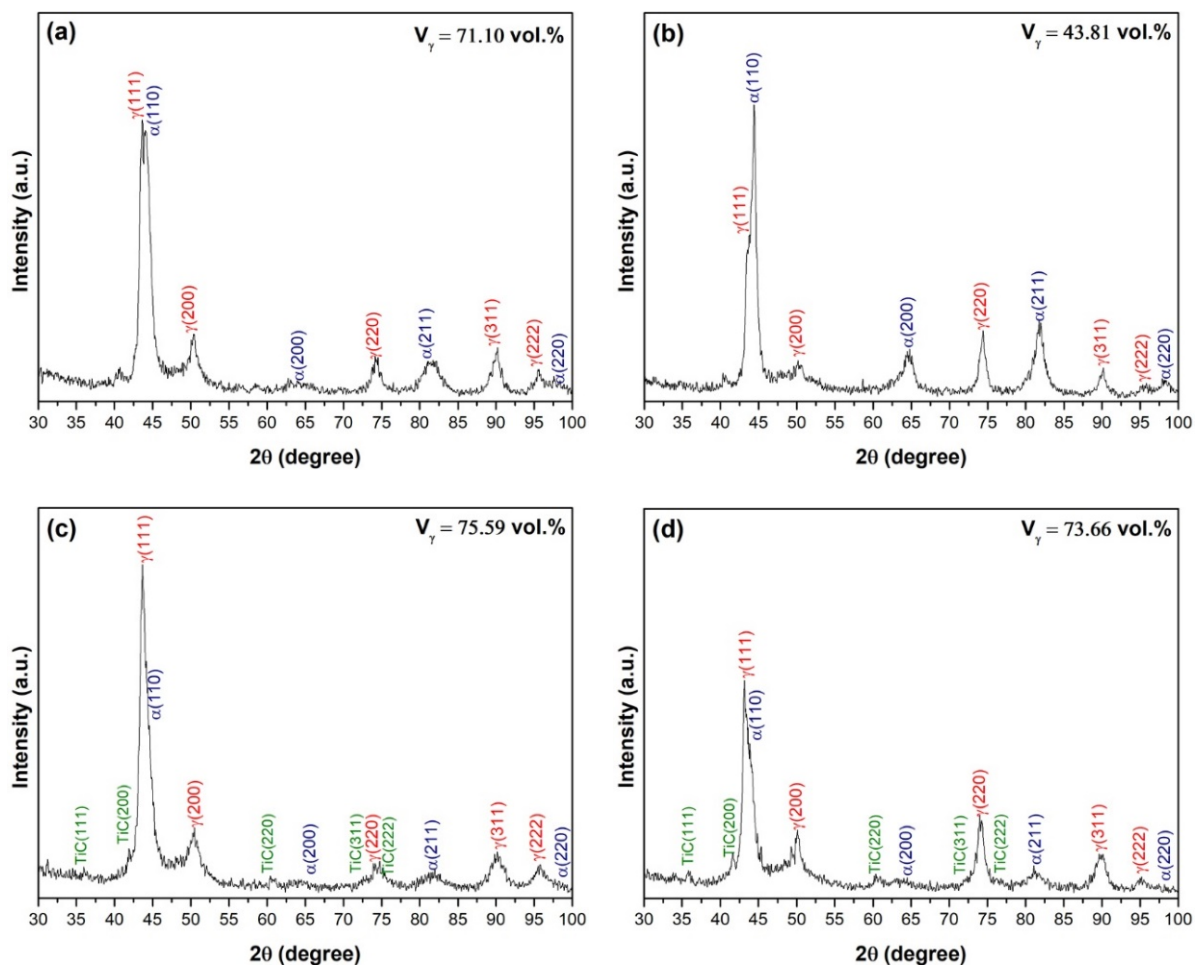 (a)
V_γ = 71.10 vol.%
γ(111)
α(110)
γ(200)
α(200)
γ(220)
α(211)
γ(311)
γ(222)
α(220)
Intensity (a.u.)
30 35 40 45 50 55 60 65 70 75 80 85 90 95 100
2θ (degree)
(b)
V_γ = 43.81 vol.%
γ(111)
α(110)
γ(200)
α(200)
γ(220)
α(211)
γ(311)
γ(222)
α(220)
Intensity (a.u.)
30 35 40 45 50 55 60 65 70 75 80 85 90 95 100
2θ (degree)
(c)
V_γ = 75.59 vol.%
TiC(111)
TiC(200)
γ(111)
α(110)
γ(200)
TiC(220)
α(200)
TiC(311)
γ(220)
TiC(222)
α(211)
γ(311)
γ(222)
α(220)
Intensity (a.u.)
30 35 40 45 50 55 60 65 70 75 80 85 90 95 100
2θ (degree)
(d)
V_γ = 73.66 vol.%
TiC(111)
TiC(200)
γ(111)
α(110)
γ(200)
TiC(220)
α(200)
TiC(311)
γ(220)
TiC(222)
α(211)
γ(311)
γ(222)
α(220)
Intensity (a.u.)
30 35 40 45 50 55 60 65 70 75 80 85 90 95 100
2θ (degree)